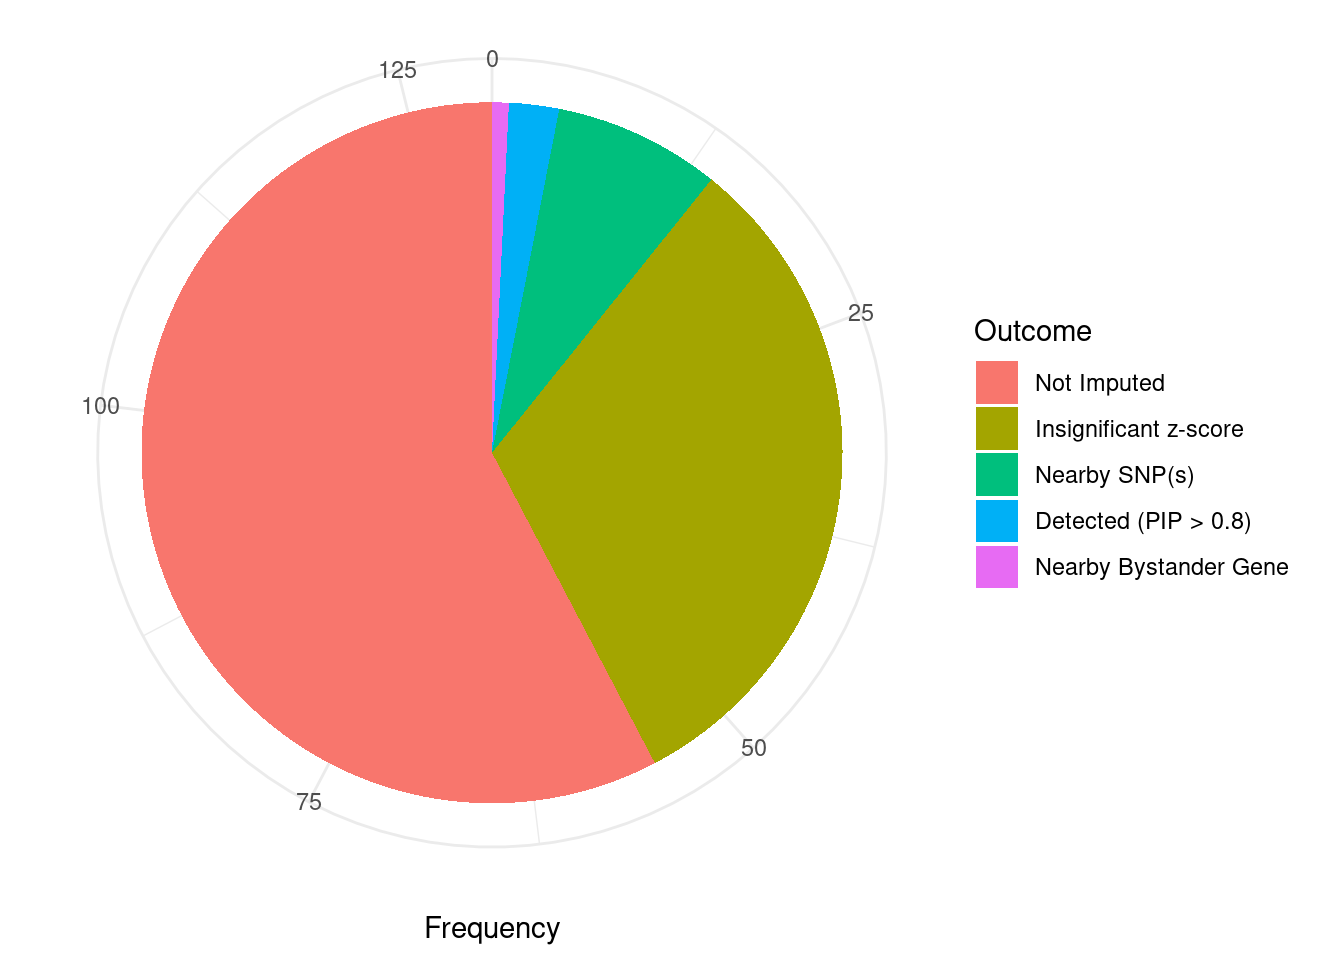 0
125
25
100
50
75
Frequency
Outcome
Not Imputed
Insignificant z-score
Nearby SNP(s)
Detected (PIP > 0.8)
Nearby Bystander Gene